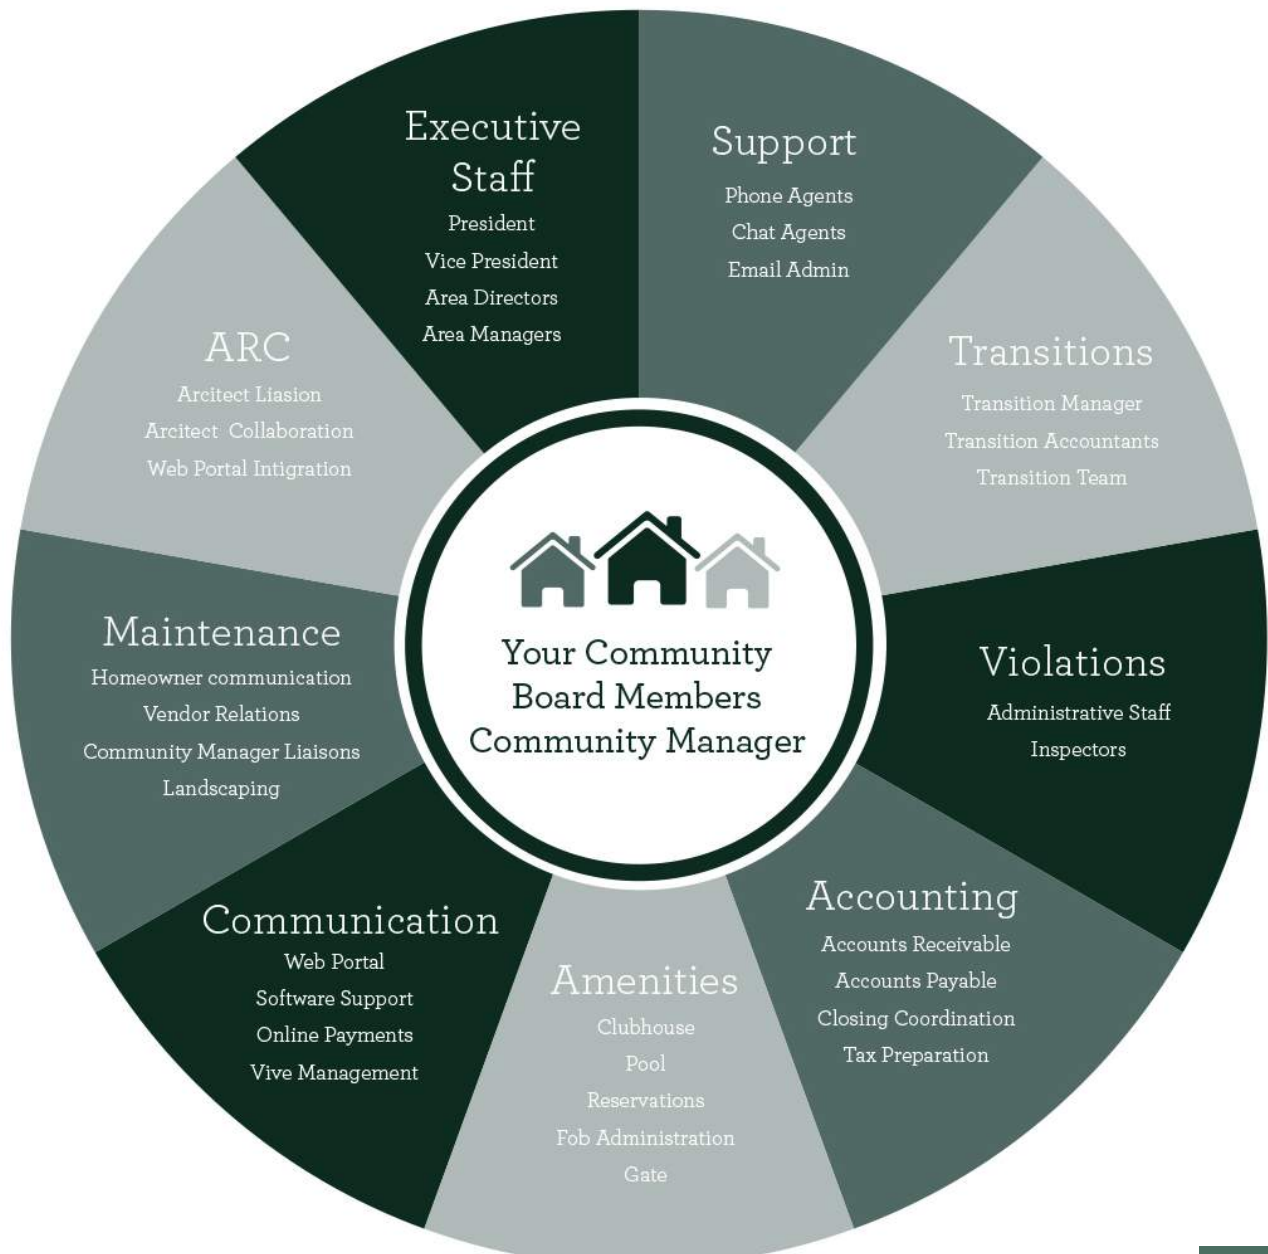 Executive
Staff
President
Vice President
Area Directors
Area Managers
Support
Phone Agents
Chat Agents
Email Admin
Transitions
Transition Manager
Transition Accountants
Transition Team
Violations
Administrative Staff
Inspectors
Accounting
Accounts Receivable
Accounts Payable
Closing Coordination
Tax Preparation
Amenities
Clubhouse
Pool
Reservations
Fob Administration
Gate
Communication
Web Portal
Software Support
Online Payments
Vive Management
Maintenance
Homeowner communication
Vendor Relations
Community Manager Liaisons
Landscaping
ARC
Arcitect Liasion
Arcitect Collaboration
Web Portal Intigration
Your Community
Board Members
Community Manager